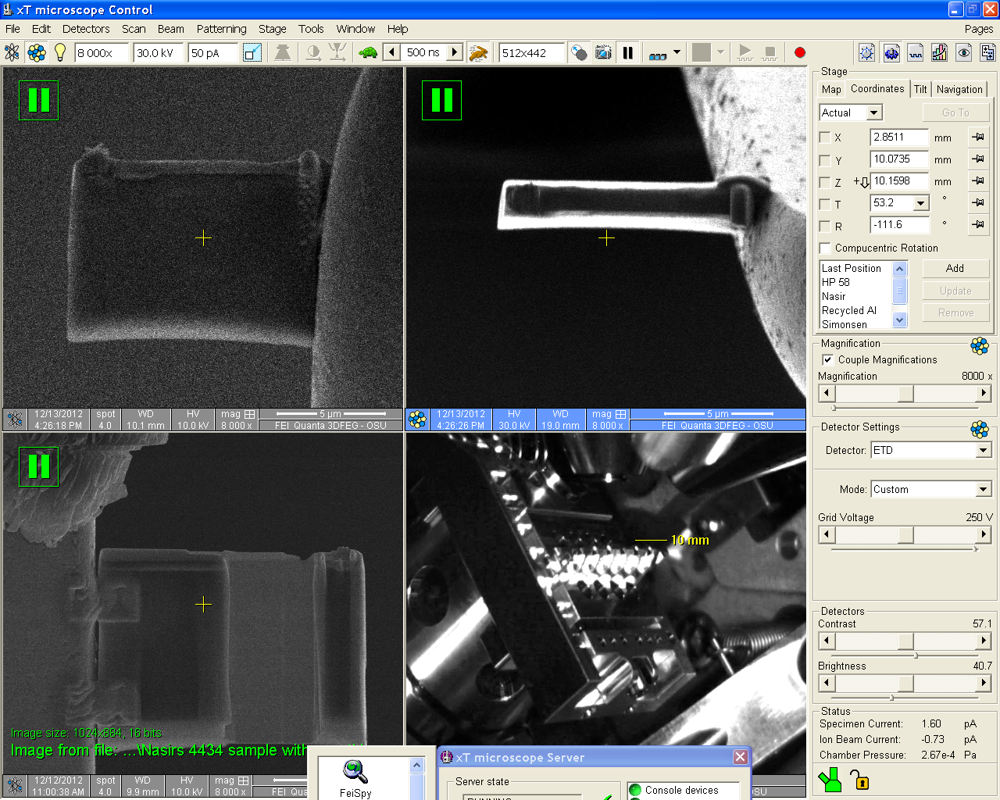 xT microscope Control
File Edit Detectors Scan Beam Patterning Stage Tools Window Help Pages
8 000x 30.0 kV 50 pA 500 ns 512x442
Stage
Map Coordinates Tilt Navigation
Actual Go To
X 2.8511 mm
Y 10.0735 mm
Z 10.1598 mm
T 53.2 °
R -111.6 °
Compucentric Rotation
Last Position Add
HP 58
Nasir Update
Recycled Al Remove
Simonsen
Magnification
Couple Magnifications
Magnification 8000 x
12/13/2012 spot WD HV mag 5 µm
4:26:18 PM 4.0 10.1 mm 10.0 kV 8 000 x FEI Quanta 3DFEG - OSU
12/13/2012 HV WD mag 5 µm
4:26:26 PM 30.0 kV 19.0 mm 8 000 x FEI Quanta 3DFEG - OSU
Detector Settings
Detector: ETD
Mode: Custom
Grid Voltage 250 V
10 mm
Detectors
Contrast 57.1
Brightness 40.7
Status
Specimen Current: 1.60 pA
Ion Beam Current: -0.73 pA
Chamber Pressure: 2.67e-4 Pa
Image size: 1024x884, 16 bits
Image from file: ...\Nasirs 4434 sample with
12/12/2012 spot WD HV mag
11:00:38 AM 4.0 9.9 mm 10.0 kV 8 000 x FEI Qua
FeiSpy
xT microscope Server
Server state
RUNNING
Console devices
SU